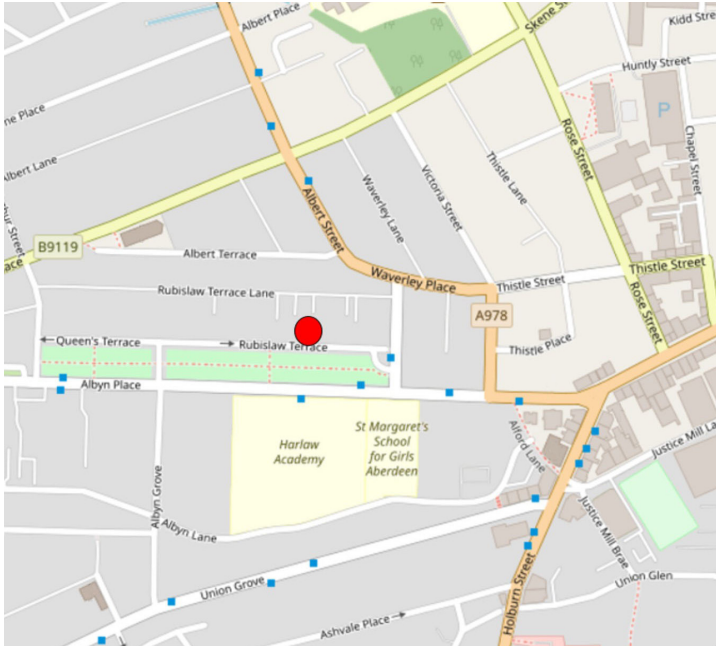 Albert Place
Skene S
Kidd Stre
Huntly Street
ne Place
P
Albert Lane
Rose Street
Thistle Lane
Chapel Street
Victoria Street
Waverley Lane
Albert Street
B9119
Albert Terrace
Waverley Place
Thistle Street
Thistle Street
Rubislaw Terrace Lane
A978
Rose Street
Queen's Terrace
Rubislaw Terrace
Thistle Place
Albyn Place
Harlaw
Academy
St Margaret's
School
for Girls
Aberdeen
Alford Lane
Justice Mill La
Albyn Grove
Albyn Lane
Justice Mill Brae
Union Grove
Holburn Street
Union Glen
Ashvale Place